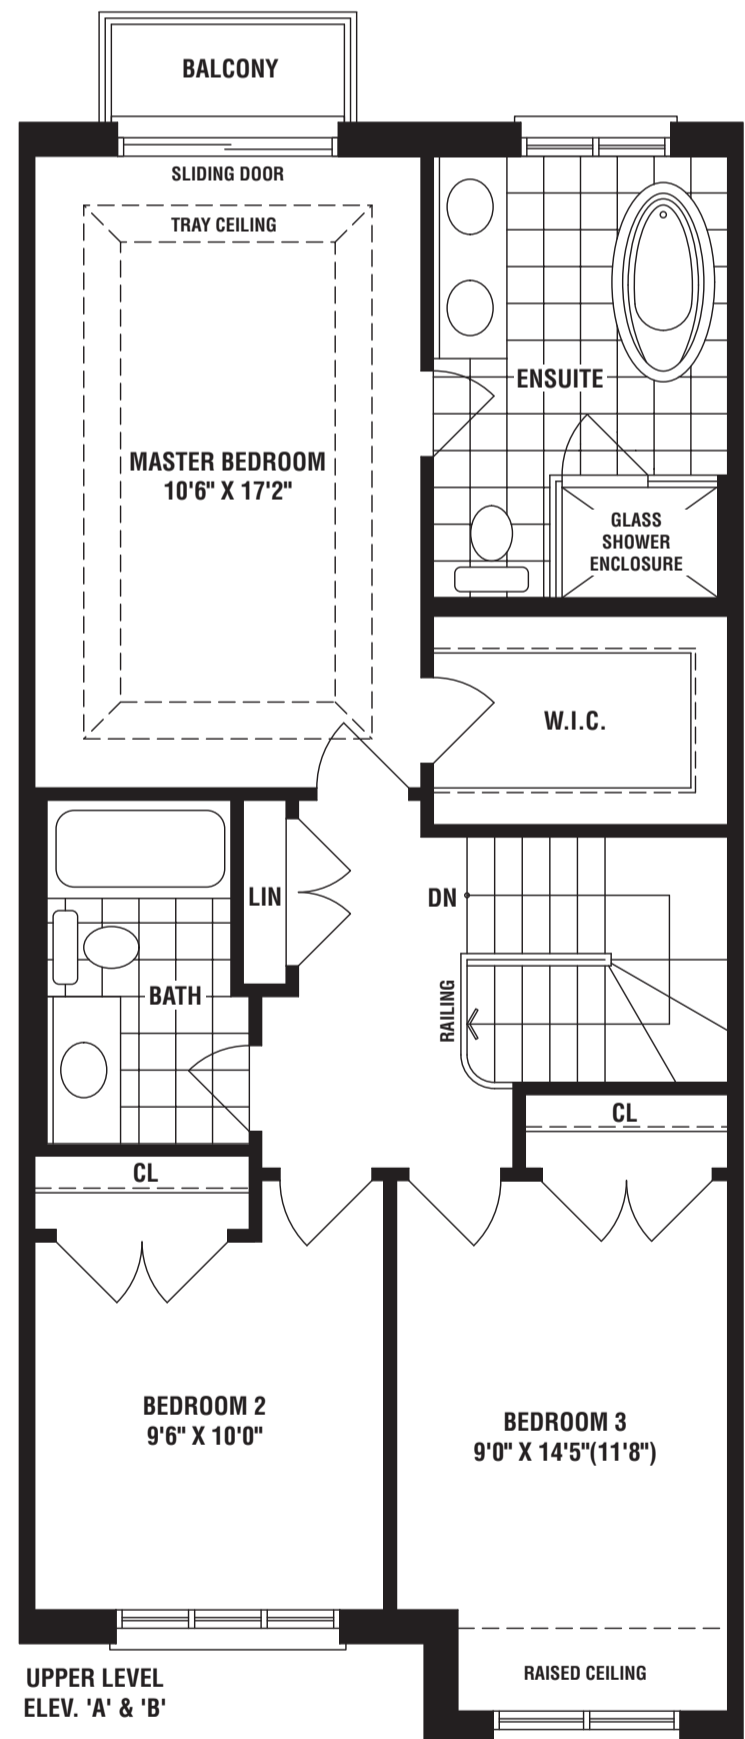 BALCONY
SLIDING DOOR
TRAY CEILING
ENSUITE
MASTER BEDROOM
10'6" X 17'2"
GLASS
SHOWER
ENCLOSURE
W.I.C.
LIN
DN
BATH
RAILING
CL
CL
BEDROOM 2
9'6" X 10'0"
BEDROOM 3
9'0" X 14'5"(11'8")
RAISED CEILING
UPPER LEVEL
ELEV. 'A' & 'B'